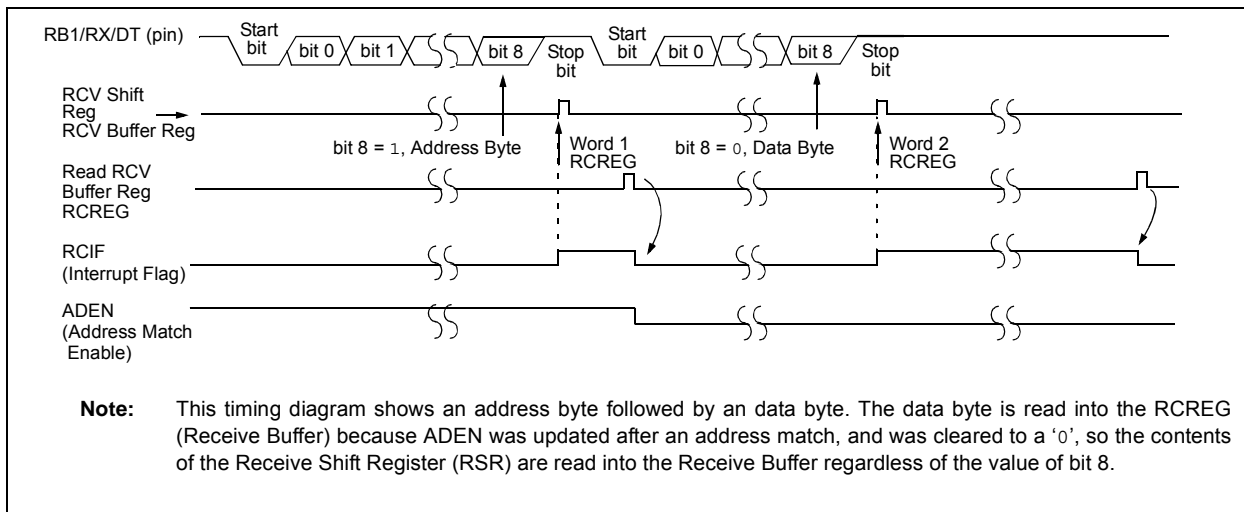 RB1/RX/DT (pin)
Start
bit
bit 0
bit 1
bit 8
Stop
bit
Start
bit
bit 0
bit 8
Stop
bit
RCV Shift
Reg
RCV Buffer Reg
bit 8 = 1, Address Byte
Word 1
RCREG
bit 8 = 0, Data Byte
Word 2
RCREG
Read RCV
Buffer Reg
RCREG
RCIF
(Interrupt Flag)
ADEN
(Address Match
Enable)
Note: This timing diagram shows an address byte followed by an data byte. The data byte is read into the RCREG
(Receive Buffer) because ADEN was updated after an address match, and was cleared to a ‘0’, so the contents
of the Receive Shift Register (RSR) are read into the Receive Buffer regardless of the value of bit 8.